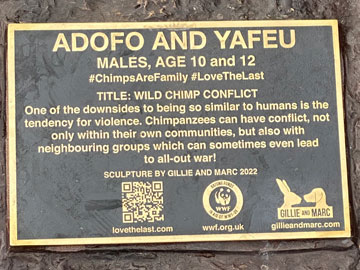 ADOFO AND YAFEU
MALES, AGE 10 and 12
#ChimpsAreFamily #LoveTheLast
TITLE: WILD CHIMP CONFLICT
One of the downsides to being so similar to humans is the
tendency for violence. Chimpanzees can have conflict, not
only within their own communities, but also with
neighbouring groups which can sometimes even lead
to all-out war!
SCULPTURE BY GILLIE AND MARC 2022
WWF
GILLIE AND MARC
lovethelast.com
wwf.org.uk
gillieandmarc.com